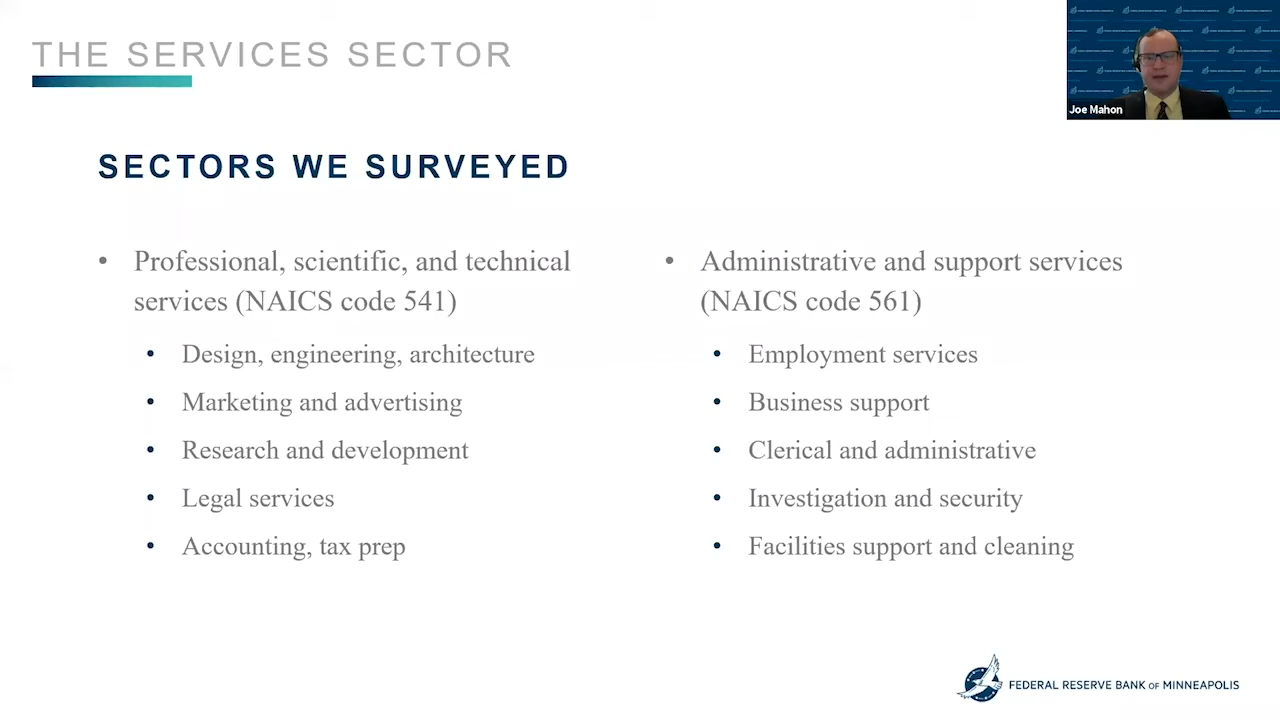 THE SERVICES SECTOR
Joe Mahon
SECTORS WE SURVEYED
• Professional, scientific, and technical
services (NAICS code 541)
• Design, engineering, architecture
• Marketing and advertising
• Research and development
• Legal services
• Accounting, tax prep
• Administrative and support services
(NAICS code 561)
• Employment services
• Business support
• Clerical and administrative
• Investigation and security
• Facilities support and cleaning
FEDERAL RESERVE BANK OF MINNEAPOLIS